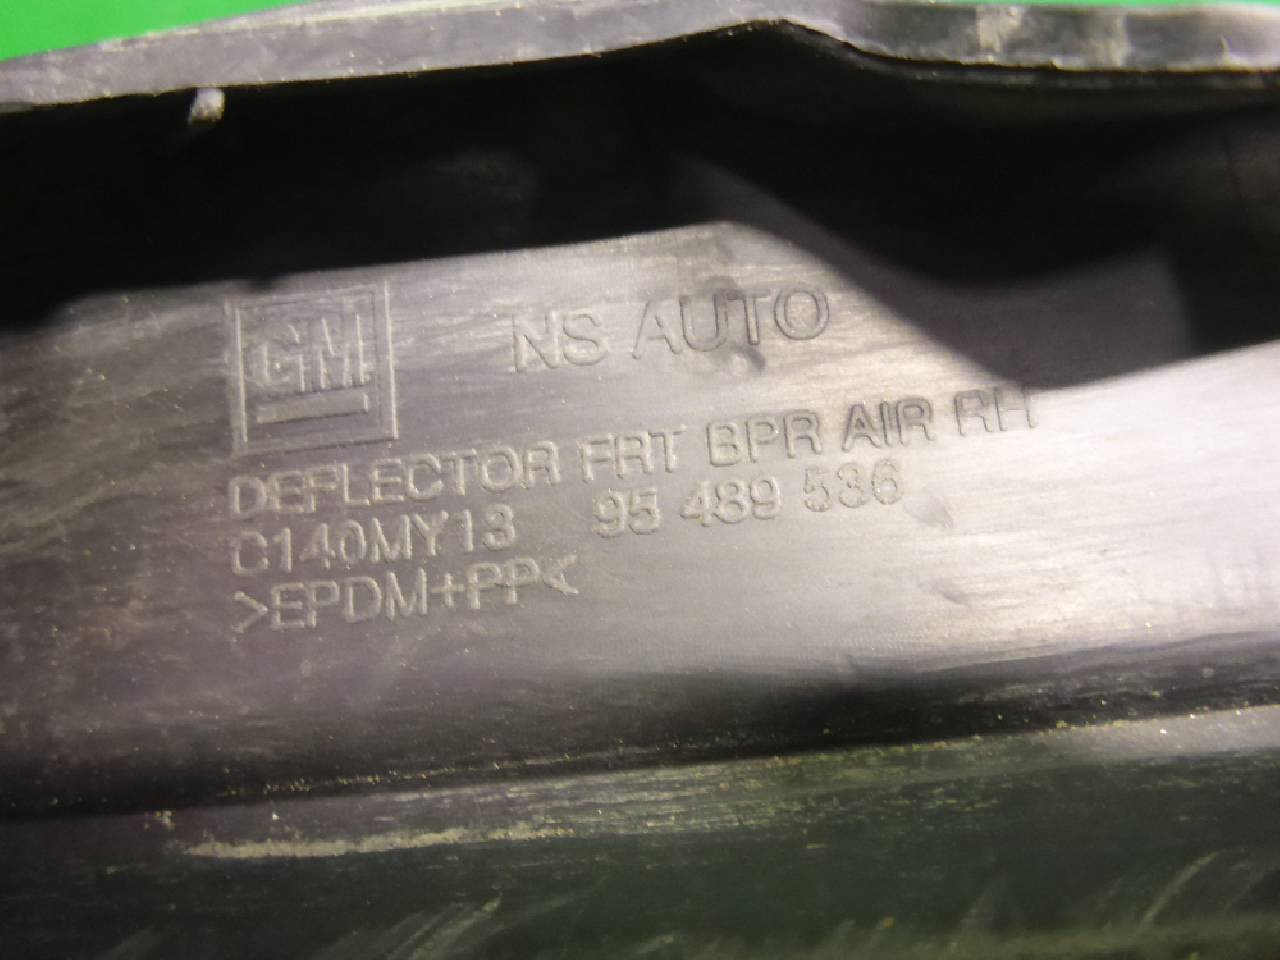 GM
NS AUTO
DEFLECTOR FRT BPR AIR RH
C140MY13 95 489 536
>EPDM+PP<